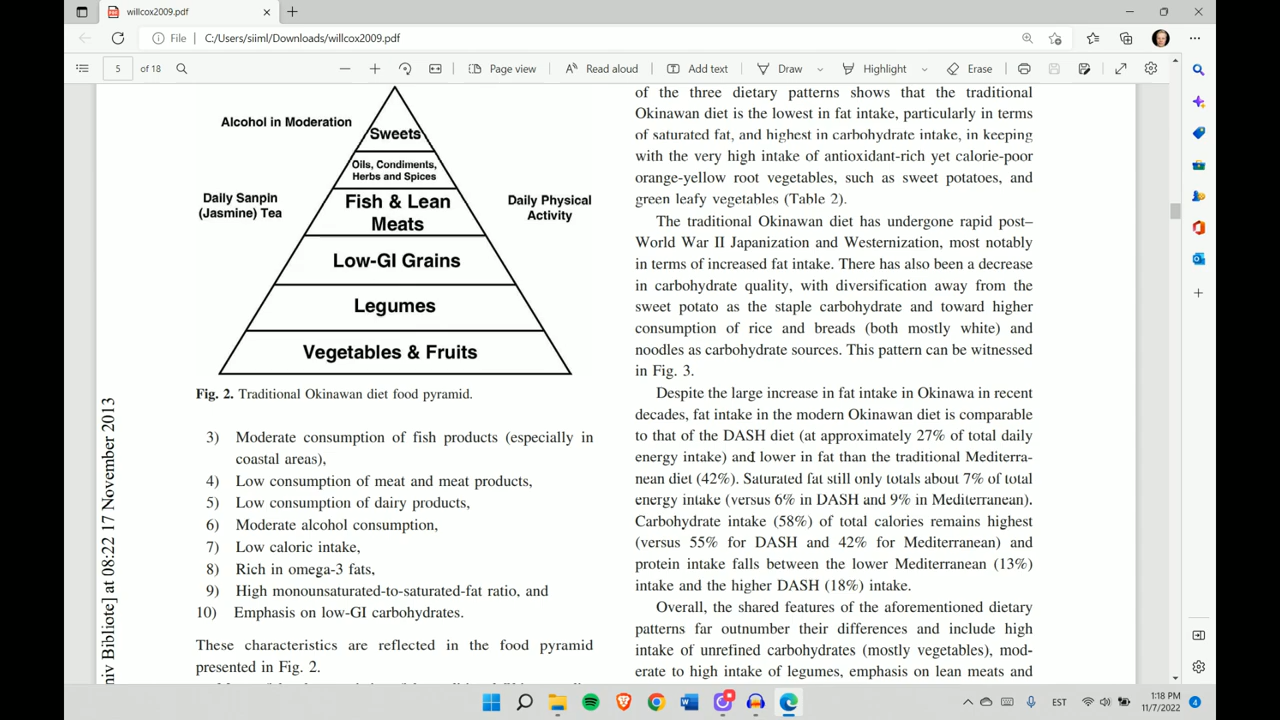 willcox2009.pdf
File
C:/Users/siiml/Downloads/willcox2009.pdf
5
of 18
Page view
Read aloud
Add text
Draw
Highlight
Erase
Alcohol in Moderation
Sweets
Oils, Condiments,
Herbs and Spices
Daily Sanpin
(Jasmine) Tea
Fish & Lean
Meats
Daily Physical
Activity
Low-GI Grains
Legumes
Vegetables & Fruits
Fig. 2. Traditional Okinawan diet food pyramid.
3) Moderate consumption of fish products (especially in
coastal areas),
4) Low consumption of meat and meat products,
5) Low consumption of dairy products,
6) Moderate alcohol consumption,
7) Low caloric intake,
8) Rich in omega-3 fats,
9) High monounsaturated-to-saturated-fat ratio, and
10) Emphasis on low-GI carbohydrates.
These characteristics are reflected in the food pyramid
presented in Fig. 2.
niv Bibliote] at 08:22 17 November 2013
of the three dietary patterns shows that the traditional
Okinawan diet is the lowest in fat intake, particularly in terms
of saturated fat, and highest in carbohydrate intake, in keeping
with the very high intake of antioxidant-rich yet calorie-poor
orange-yellow root vegetables, such as sweet potatoes, and
green leafy vegetables (Table 2).
The traditional Okinawan diet has undergone rapid post–
World War II Japanization and Westernization, most notably
in terms of increased fat intake. There has also been a decrease
in carbohydrate quality, with diversification away from the
sweet potato as the staple carbohydrate and toward higher
consumption of rice and breads (both mostly white) and
noodles as carbohydrate sources. This pattern can be witnessed
in Fig. 3.
Despite the large increase in fat intake in Okinawa in recent
decades, fat intake in the modern Okinawan diet is comparable
to that of the DASH diet (at approximately 27% of total daily
energy intake) and lower in fat than the traditional Mediterra-
nean diet (42%). Saturated fat still only totals about 7% of total
energy intake (versus 6% in DASH and 9% in Mediterranean).
Carbohydrate intake (58%) of total calories remains highest
(versus 55% for DASH and 42% for Mediterranean) and
protein intake falls between the lower Mediterranean (13%)
intake and the higher DASH (18%) intake.
Overall, the shared features of the aforementioned dietary
patterns far outnumber their differences and include high
intake of unrefined carbohydrates (mostly vegetables), mod-
erate to high intake of legumes, emphasis on lean meats and
EST
1:18 PM
11/7/2022
4